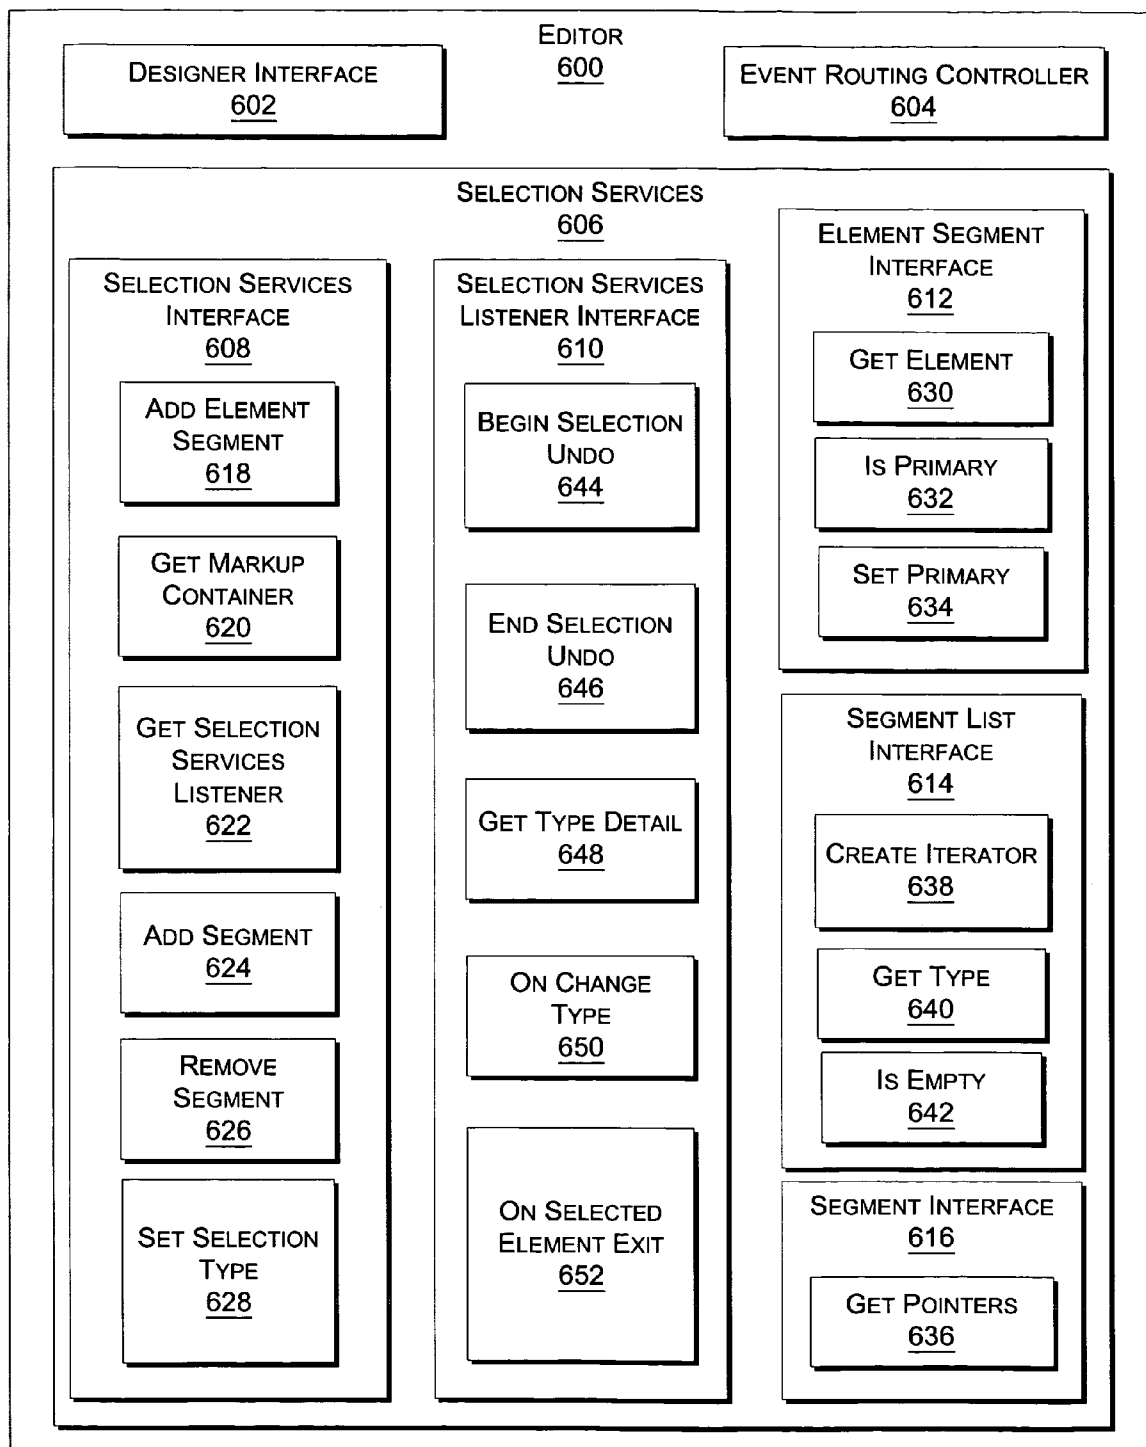 EDITOR
600
DESIGNER INTERFACE
602
EVENT ROUTING CONTROLLER
604
SELECTION SERVICES
606
SELECTION SERVICES
INTERFACE
608
ADD ELEMENT
SEGMENT
618
GET MARKUP
CONTAINER
620
GET SELECTION
SERVICES
LISTENER
622
ADD SEGMENT
624
REMOVE
SEGMENT
626
SET SELECTION
TYPE
628
SELECTION SERVICES
LISTENER INTERFACE
610
BEGIN SELECTION
UNDO
644
END SELECTION
UNDO
646
GET TYPE DETAIL
648
ON CHANGE
TYPE
650
ON SELECTED
ELEMENT EXIT
652
ELEMENT SEGMENT
INTERFACE
612
GET ELEMENT
630
IS PRIMARY
632
SET PRIMARY
634
SEGMENT LIST
INTERFACE
614
CREATE ITERATOR
638
GET TYPE
640
IS EMPTY
642
SEGMENT INTERFACE
616
GET POINTERS
636